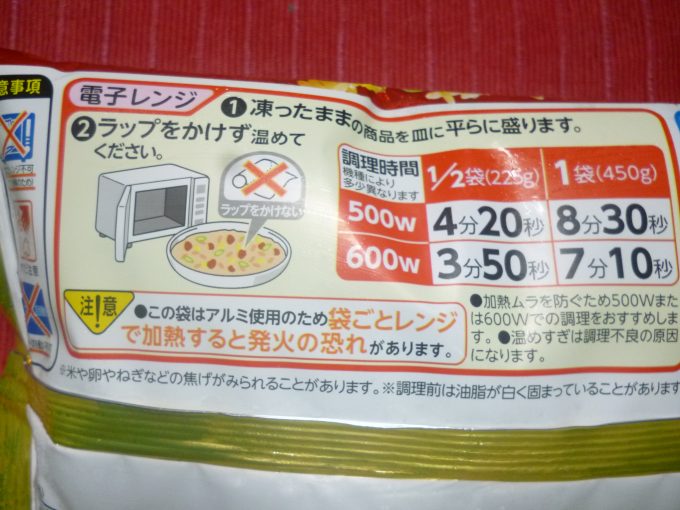 意事項
電子レンジ
❶凍ったままの商品を皿に平らに盛ります。
❷ラップをかけず温めて
ください。
ラップをかけない
調理時間
機種により
多少異なります
1/2袋(225g)
1袋(450g)
500W
4分20秒
8分30秒
600W
3分50秒
7分10秒
注!意
●この袋はアルミ使用のため袋ごとレンジ
で加熱すると発火の恐れがあります。
●加熱ムラを防ぐため500Wまた
は600Wでの調理をおすすめしま
す。●温めすぎは調理不良の原因
になります。
※米や卵やねぎなどの焦げがみられることがあります。※調理前は油脂が白く固まっていることがあります